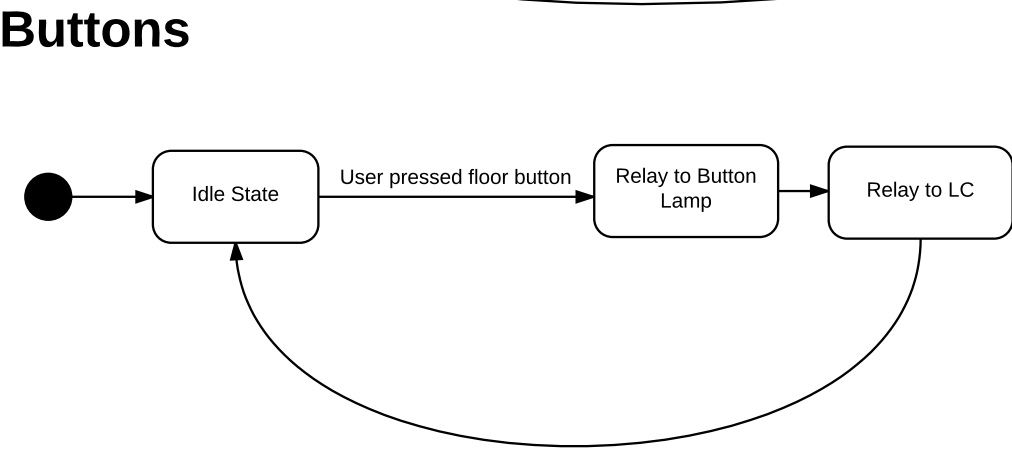 Buttons
Idle State
User pressed floor button
Relay to Button
Lamp
Relay to LC